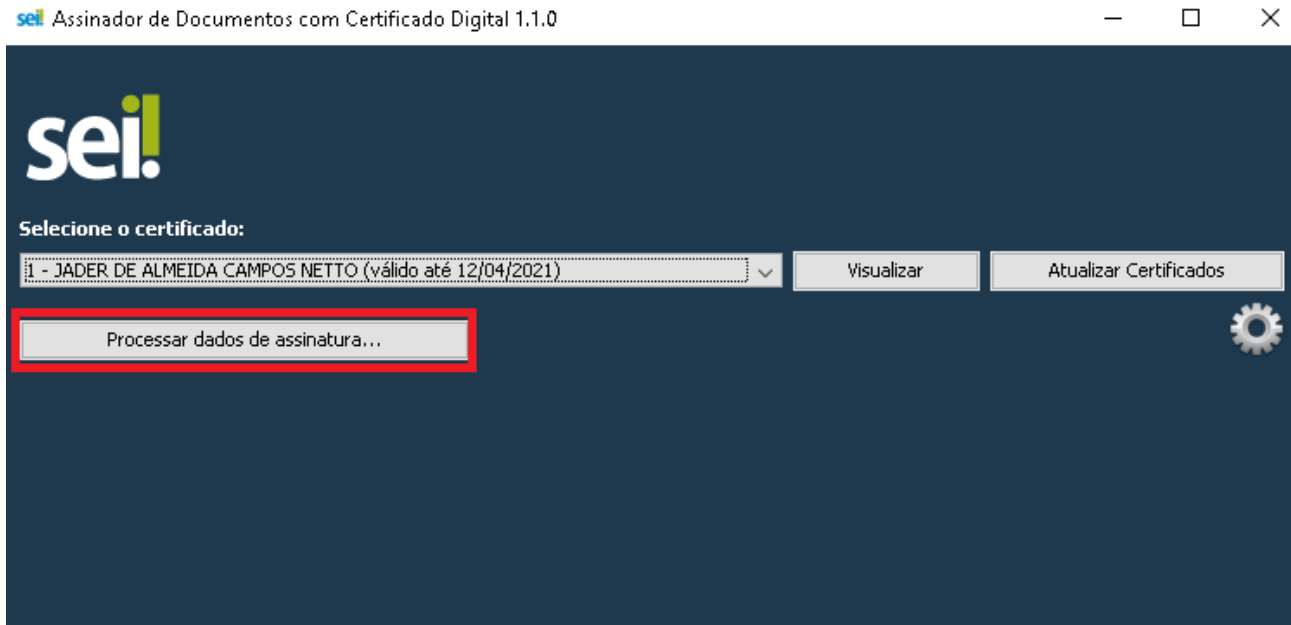 sei! Assinador de Documentos com Certificado Digital 1.1.0
sei!
Selecione o certificado:
1 - JADER DE ALMEIDA CAMPOS NETTO (válido até 12/04/2021)
Visualizar
Atualizar Certificados
Processar dados de assinatura...